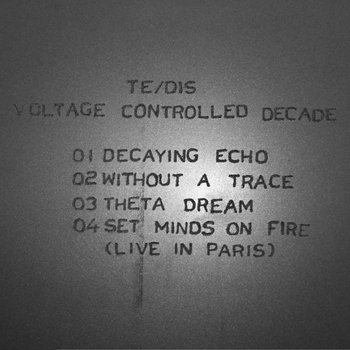 TE/DIS
VOLTAGE CONTROLLED DECADE
01 DECAYING ECHO
02 WITHOUT A TRACE
03 THETA DREAM
04 SET MINDS ON FIRE
(LIVE IN PARIS)